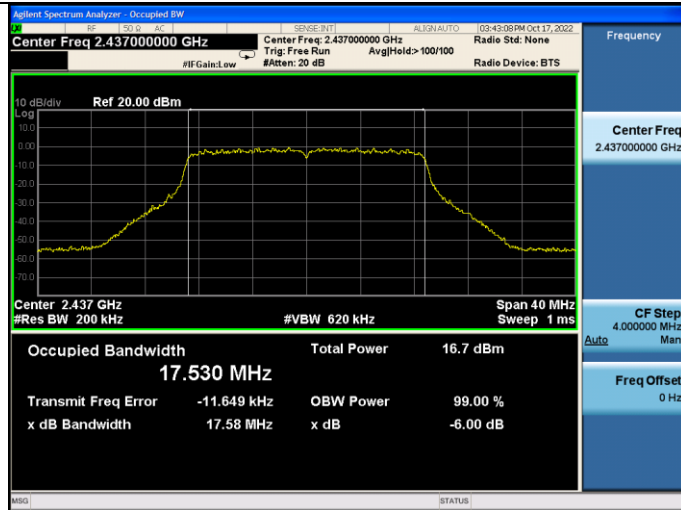 Agilent Spectrum Analyzer - Occupied BW
RF 50 Ω AC SENSE:INT ALIGN AUTO 03:43:08 PM Oct 17, 2022
Center Freq 2.437000000 GHz Center Freq: 2.437000000 GHz Radio Std: None Frequency
Trig: Free Run Avg|Hold:> 100/100
#IFGain:Low #Atten: 20 dB Radio Device: BTS
10 dB/div Ref 20.00 dBm
Log
10.0
0.00
-10.0
-20.0
-30.0
-40.0
-50.0
-60.0
-70.0
Center Freq
2.437000000 GHz
Center 2.437 GHz Span 40 MHz
#Res BW 200 kHz #VBW 620 kHz Sweep 1 ms
CF Step
4.000000 MHz
Auto Man
Occupied Bandwidth Total Power 16.7 dBm
17.530 MHz
Transmit Freq Error -11.649 kHz OBW Power 99.00 %
x dB Bandwidth 17.58 MHz x dB -6.00 dB
Freq Offset
0 Hz
MSG STATUS